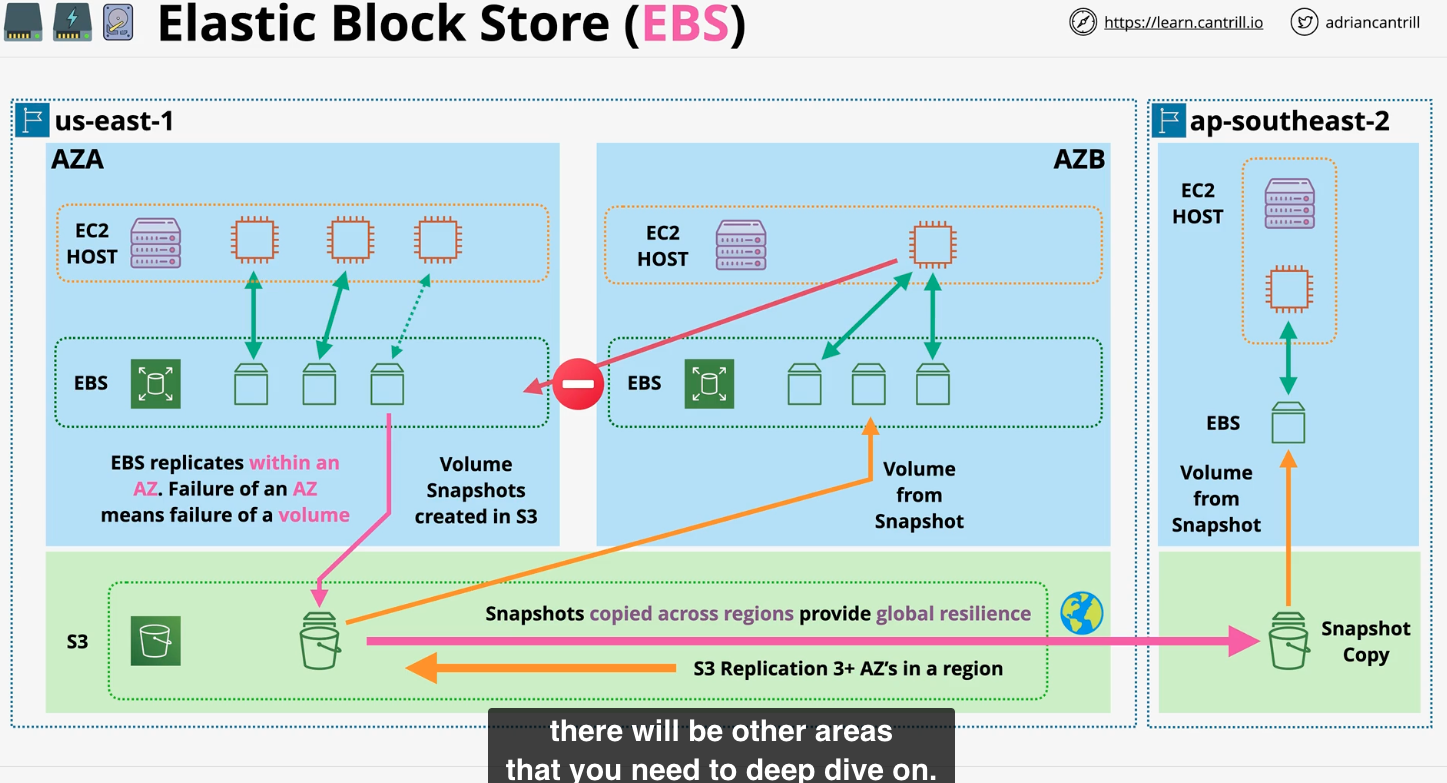 Elastic Block Store (EBS)
https://learn.cantrill.io
adriancantrill
us-east-1
AZA
EC2
HOST
EBS
EBS replicates within an
AZ. Failure of an AZ
means failure of a volume
Volume
Snapshots
created in S3
AZB
EC2
HOST
EBS
Volume
from
Snapshot
S3
Snapshots copied across regions provide global resilience
S3 Replication 3+ AZ's in a region
ap-southeast-2
EC2
HOST
EBS
Volume
from
Snapshot
Snapshot
Copy
there will be other areas
that you need to deep dive on.